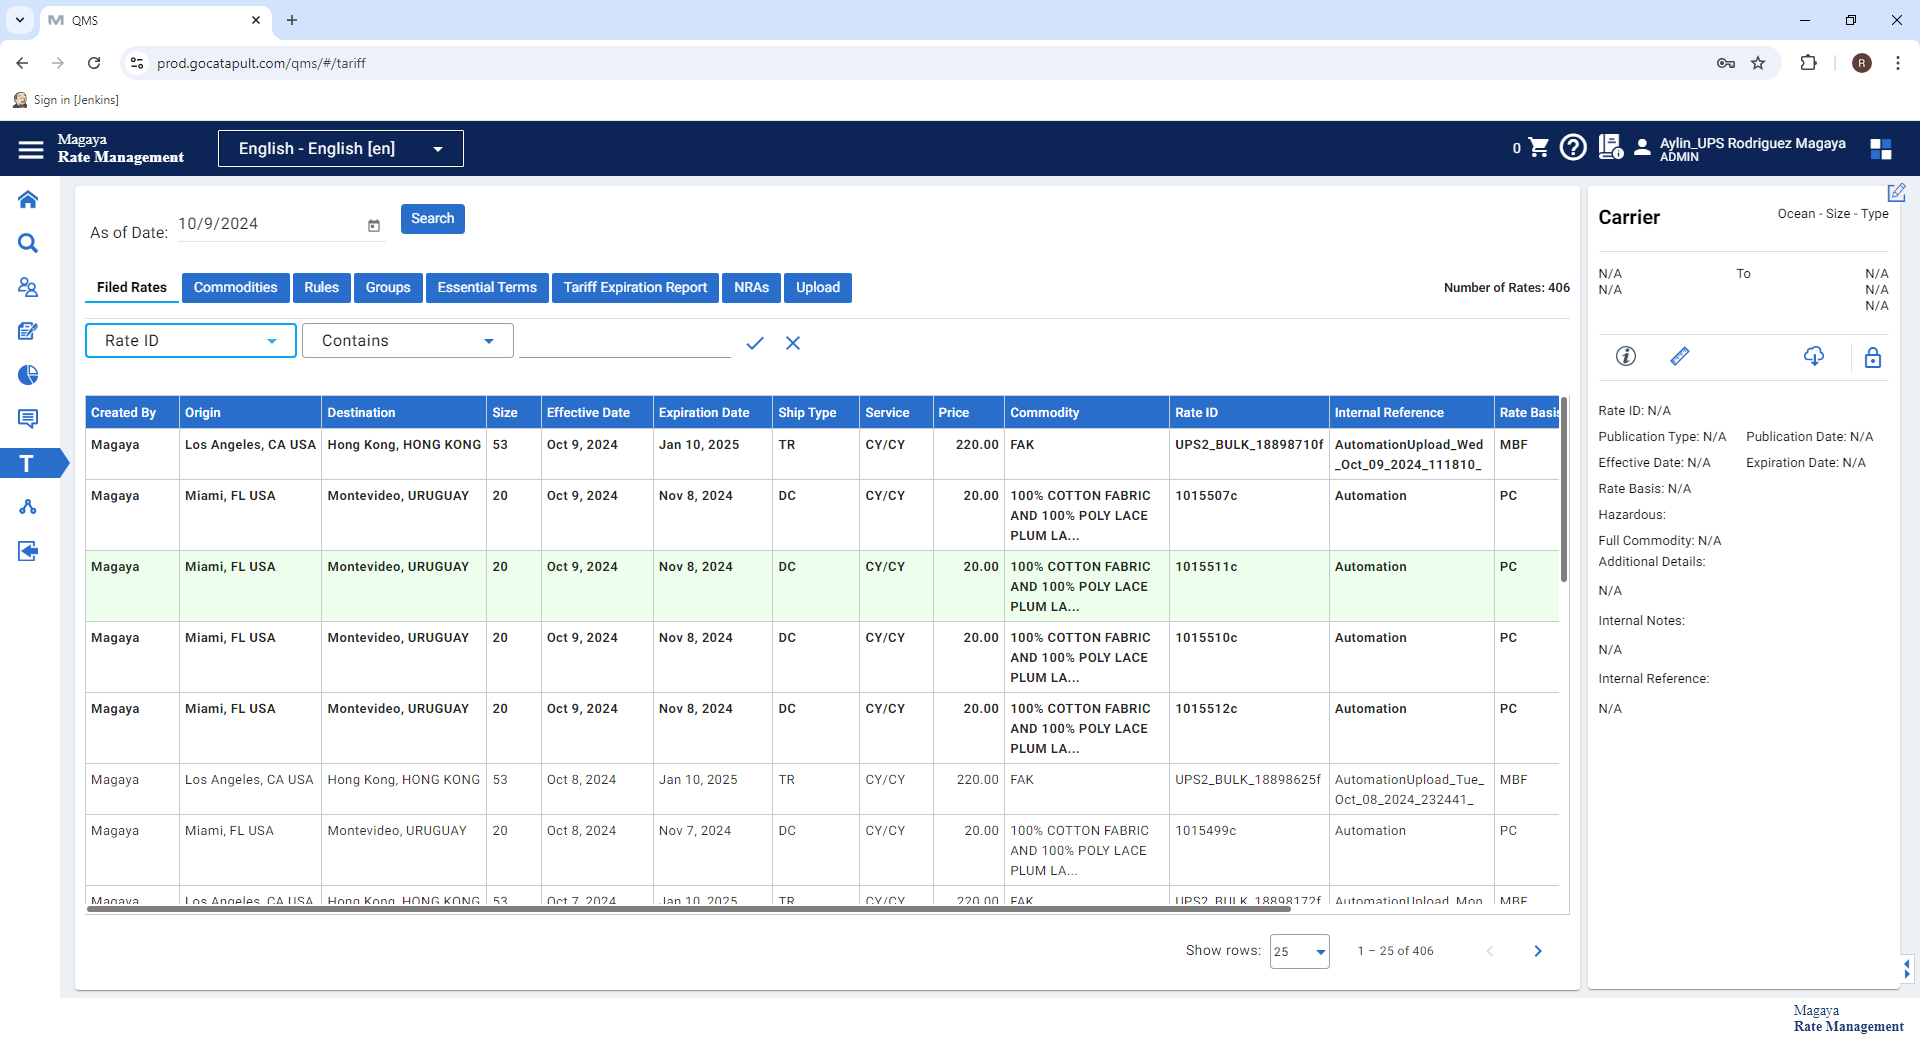 QMS
prod.gocatapult.com/qms/#/tariff
R
Sign in [Jenkins]
Magaya
Rate Management
English - English [en]
0
Aylin_UPS Rodriguez Magaya
ADMIN
As of Date: 10/9/2024
Search
Filed Rates Commodities Rules Groups Essential Terms Tariff Expiration Report NRAs Upload
Number of Rates: 406
Rate ID Contains
Created By Origin Destination Size Effective Date Expiration Date Ship Type Service Price Commodity Rate ID Internal Reference Rate Basis
Magaya Los Angeles, CA USA Hong Kong, HONG KONG 53 Oct 9, 2024 Jan 10, 2025 TR CY/CY 220.00 FAK UPS2_BULK_18898710f AutomationUpload_Wed MBF
_Oct_09_2024_111810_
Magaya Miami, FL USA Montevideo, URUGUAY 20 Oct 9, 2024 Nov 8, 2024 DC CY/CY 20.00 100% COTTON FABRIC 1015507c Automation PC
AND 100% POLY LACE
PLUM LA...
Magaya Miami, FL USA Montevideo, URUGUAY 20 Oct 9, 2024 Nov 8, 2024 DC CY/CY 20.00 100% COTTON FABRIC 1015511c Automation PC
AND 100% POLY LACE
PLUM LA...
Magaya Miami, FL USA Montevideo, URUGUAY 20 Oct 9, 2024 Nov 8, 2024 DC CY/CY 20.00 100% COTTON FABRIC 1015510c Automation PC
AND 100% POLY LACE
PLUM LA...
Magaya Miami, FL USA Montevideo, URUGUAY 20 Oct 9, 2024 Nov 8, 2024 DC CY/CY 20.00 100% COTTON FABRIC 1015512c Automation PC
AND 100% POLY LACE
PLUM LA...
Magaya Los Angeles, CA USA Hong Kong, HONG KONG 53 Oct 8, 2024 Jan 10, 2025 TR CY/CY 220.00 FAK UPS2_BULK_18898625f AutomationUpload_Tue_ MBF
Oct_08_2024_232441_
Magaya Miami, FL USA Montevideo, URUGUAY 20 Oct 8, 2024 Nov 7, 2024 DC CY/CY 20.00 100% COTTON FABRIC 1015499c Automation PC
AND 100% POLY LACE
PLUM LA...
Magaya Los Angeles, CA USA Hong Kong, HONG KONG 53 Oct 7, 2024 Jan 10, 2025 TR CY/CY 220.00 FAK UPS2_BULK_18898172f AutomationUpload_Mon MBF
Show rows: 25 1 – 25 of 406
T
Carrier
Ocean - Size - Type
N/A To N/A
N/A N/A
N/A
Rate ID: N/A
Publication Type: N/A Publication Date: N/A
Effective Date: N/A Expiration Date: N/A
Rate Basis: N/A
Hazardous:
Full Commodity: N/A
Additional Details:
N/A
Internal Notes:
N/A
Internal Reference:
N/A
Magaya
Rate Management